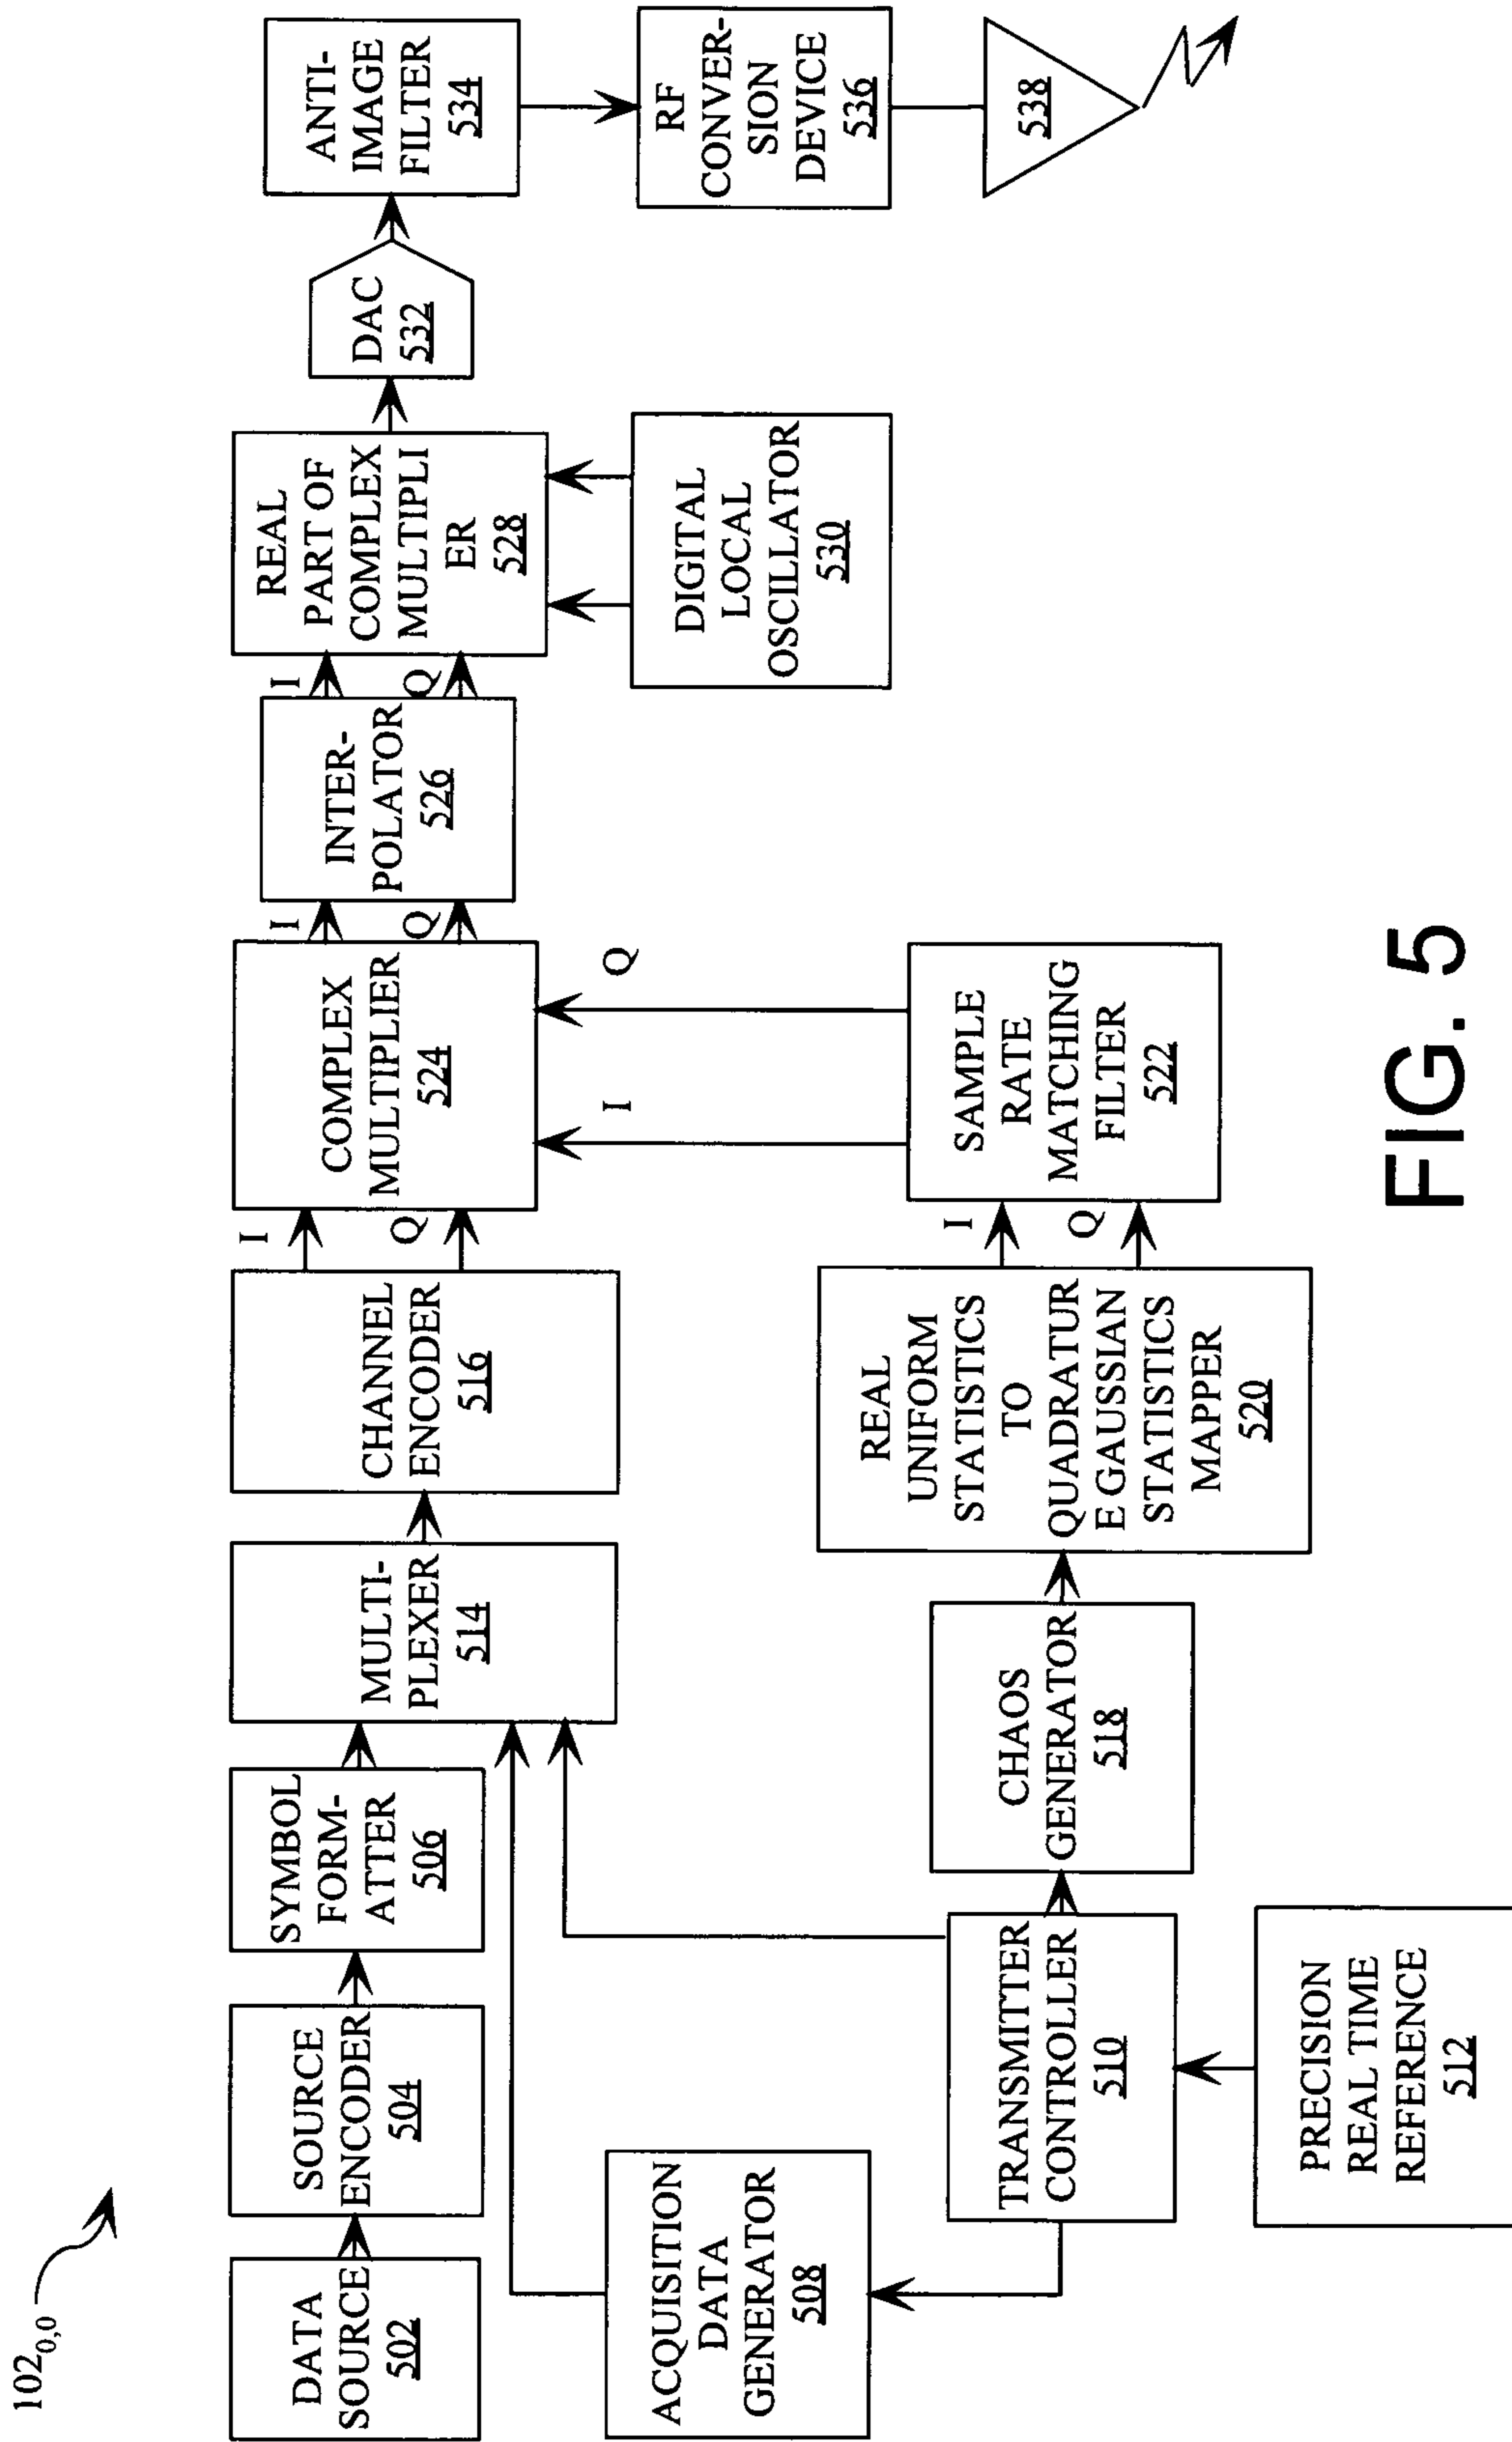 1020,0
DATA
SOURCE
502
SOURCE
ENCODER
504
SYMBOL
FORM-
ATTER
506
MULTI-
PLEXER
514
CHANNEL
ENCODER
516
I
Q
COMPLEX
MULTIPLIER
524
I
Q
INTER-
POLATOR
526
I
Q
REAL
PART OF
COMPLEX
MULTIPLI
ER
528
DAC
532
ANTI-
IMAGE
FILTER
534
ACQUISITION
DATA
GENERATOR
508
TRANSMITTER
CONTROLLER
510
PRECISION
REAL TIME
REFERENCE
512
CHAOS
GENERATOR
518
REAL
UNIFORM
STATISTICS
TO
QUADRATUR
E GAUSSIAN
STATISTICS
MAPPER
520
I
Q
SAMPLE
RATE
MATCHING
FILTER
522
I
Q
DIGITAL
LOCAL
OSCILLATOR
530
RF
CONVER-
SION
DEVICE
536
538
FIG. 5